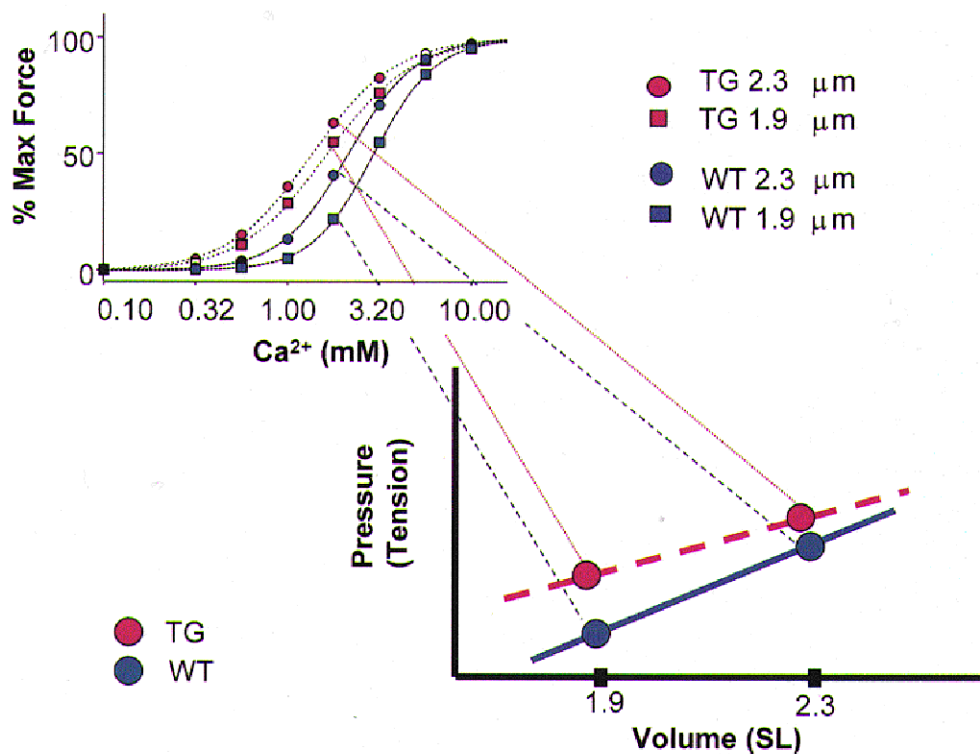 100
50
0
% Max Force
0.10 0.32 1.00 3.20 10.00
Ca²⁺ (mM)
TG 2.3 μm
TG 1.9 μm
WT 2.3 μm
WT 1.9 μm
Pressure
(Tension)
TG
WT
1.9 2.3
Volume (SL)